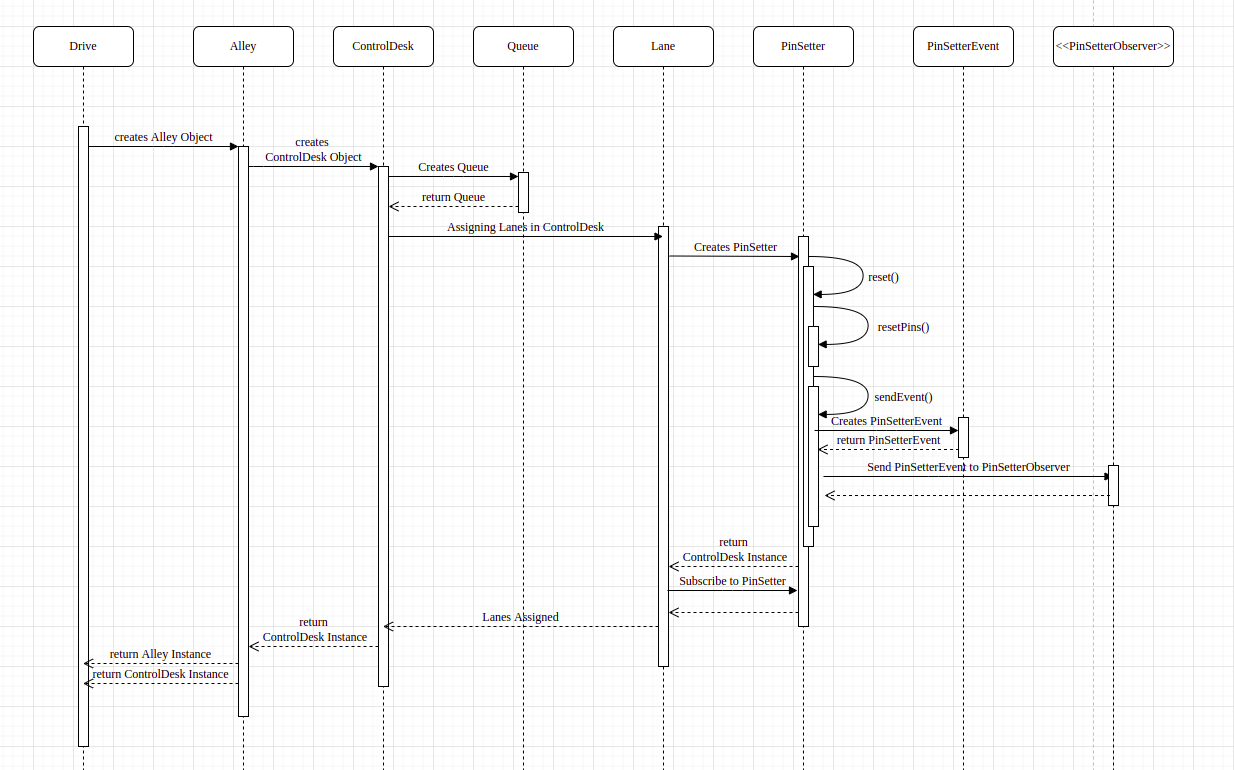 Drive
Alley
ControlDesk
Queue
Lane
PinSetter
PinSetterEvent
<<PinSetterObserver>>
creates Alley Object
creates
ControlDesk Object
Creates Queue
return Queue
Assigning Lanes in ControlDesk
Creates PinSetter
reset()
resetPins()
sendEvent()
Creates PinSetterEvent
return PinSetterEvent
Send PinSetterEvent to PinSetterObserver
return
ControlDesk Instance
Subscribe to PinSetter
Lanes Assigned
return
ControlDesk Instance
return Alley Instance
return ControlDesk Instance